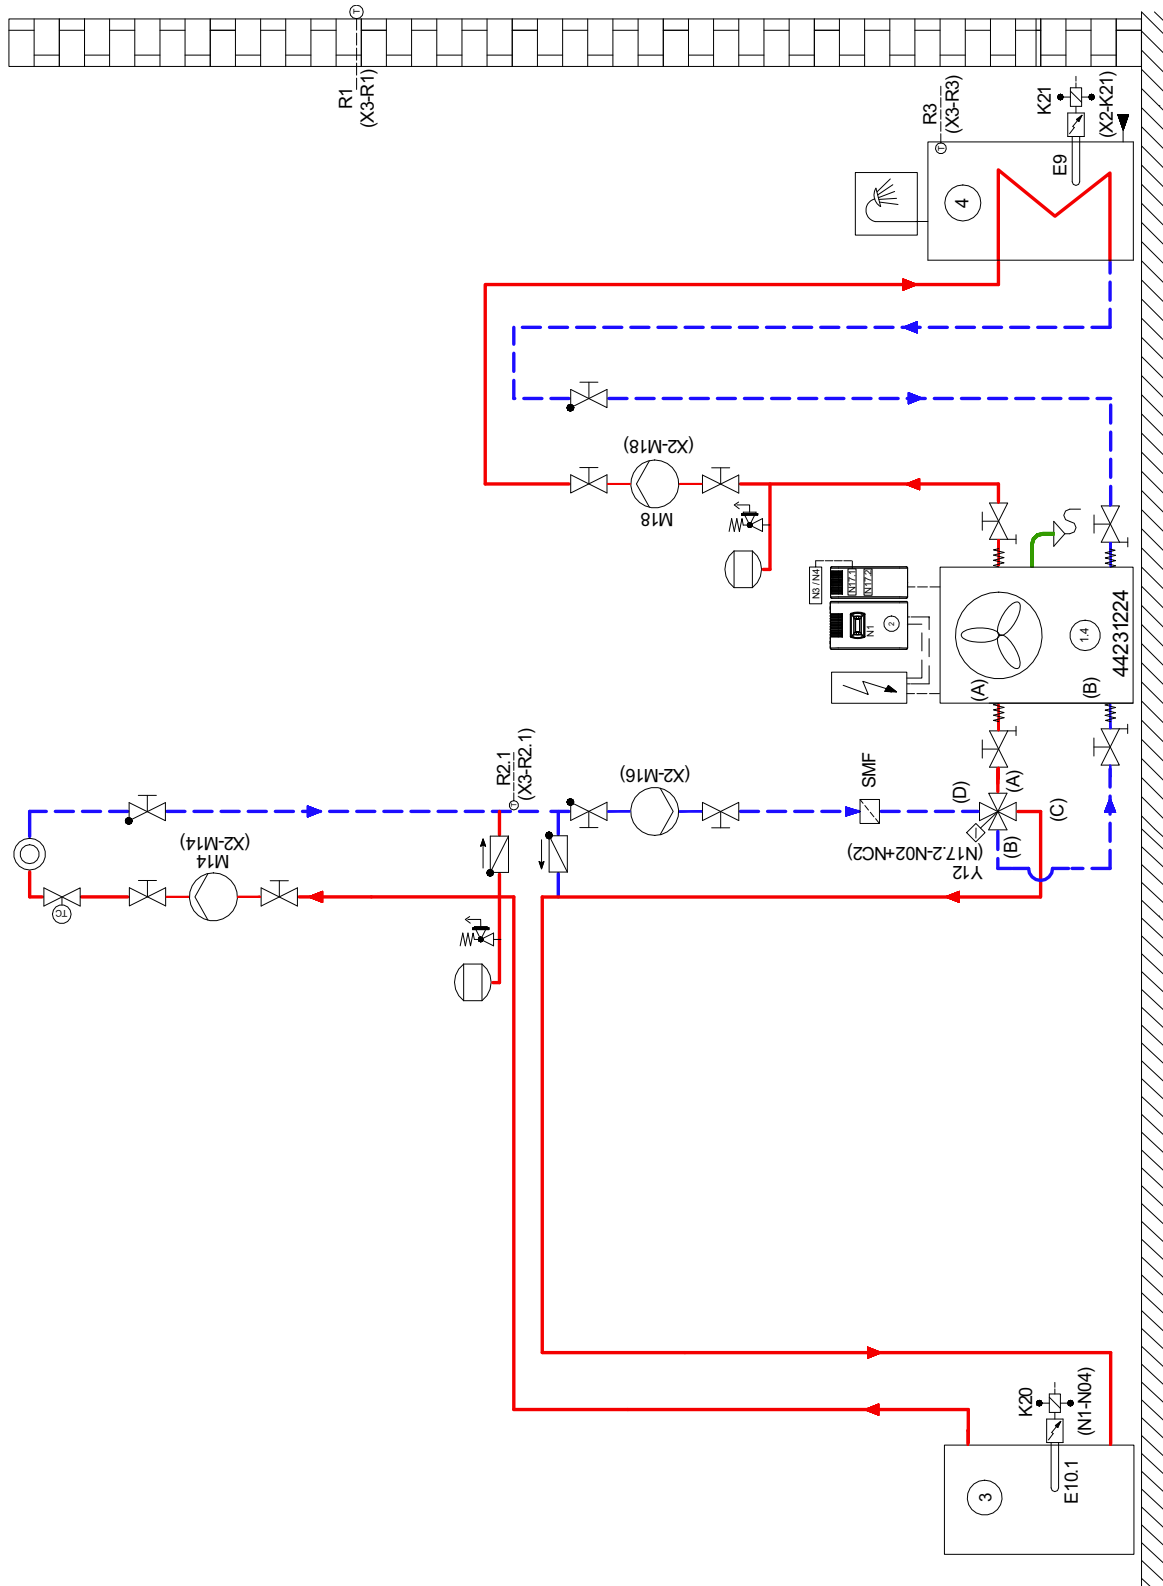 T
R1
(X3-R1)
R3
(X3-R3)
T
K21
(X2-K21)
E9
4
M18
(X2-M18)
N3 / N4
N17.1
N17.2
N1
2
1.4
44231224
(A)
(B)
R2.1
(X3-R2.1)
T
(X2-M16)
SMF
(D)
(A)
(B)
(C)
Y12
(N17.2-N02+NC2)
M14
(X2-M14)
TC
K20
(N1-N04)
E10.1
3